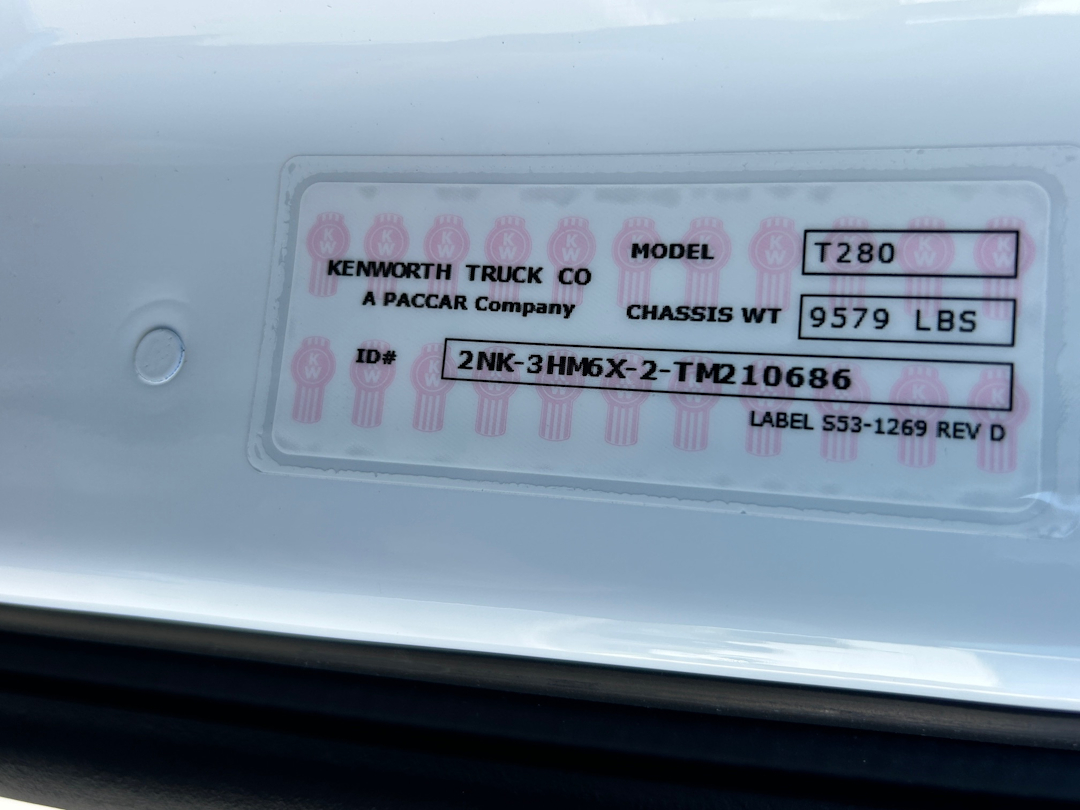 KENWORTH TRUCK CO
A PACCAR Company
MODEL T280
CHASSIS WT 9579 LBS
ID# 2NK-3HM6X-2-TM210686
LABEL S53-1269 REV D